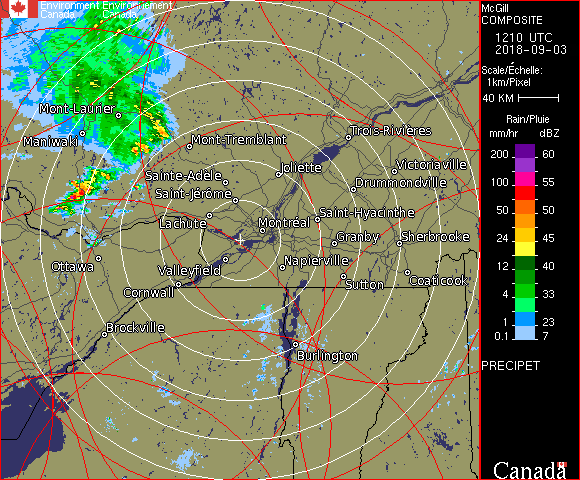 Environment Environnement
Canada Canada
McGill
COMPOSITE
1210 UTC
2018-09-03
Scale/Échelle:
1km/Pixel
40 KM
Rain/Pluie
mm/hr dBZ
200 60
100 55
50 50
24 45
12 40
4 33
1 23
0.1 7
PRECIPET
Canada
Mont-Laurier
Maniwaki
Mont-Tremblant
Trois-Rivières
Sainte-Adèle
Joliette
Victoriaville
Saint-Jérôme
Drummondville
Lachute
Montréal
Saint-Hyacinthe
Granby
Sherbrooke
Ottawa
Valleyfield
Napierville
Cornwall
Sutton
Coaticook
Brockville
Burlington